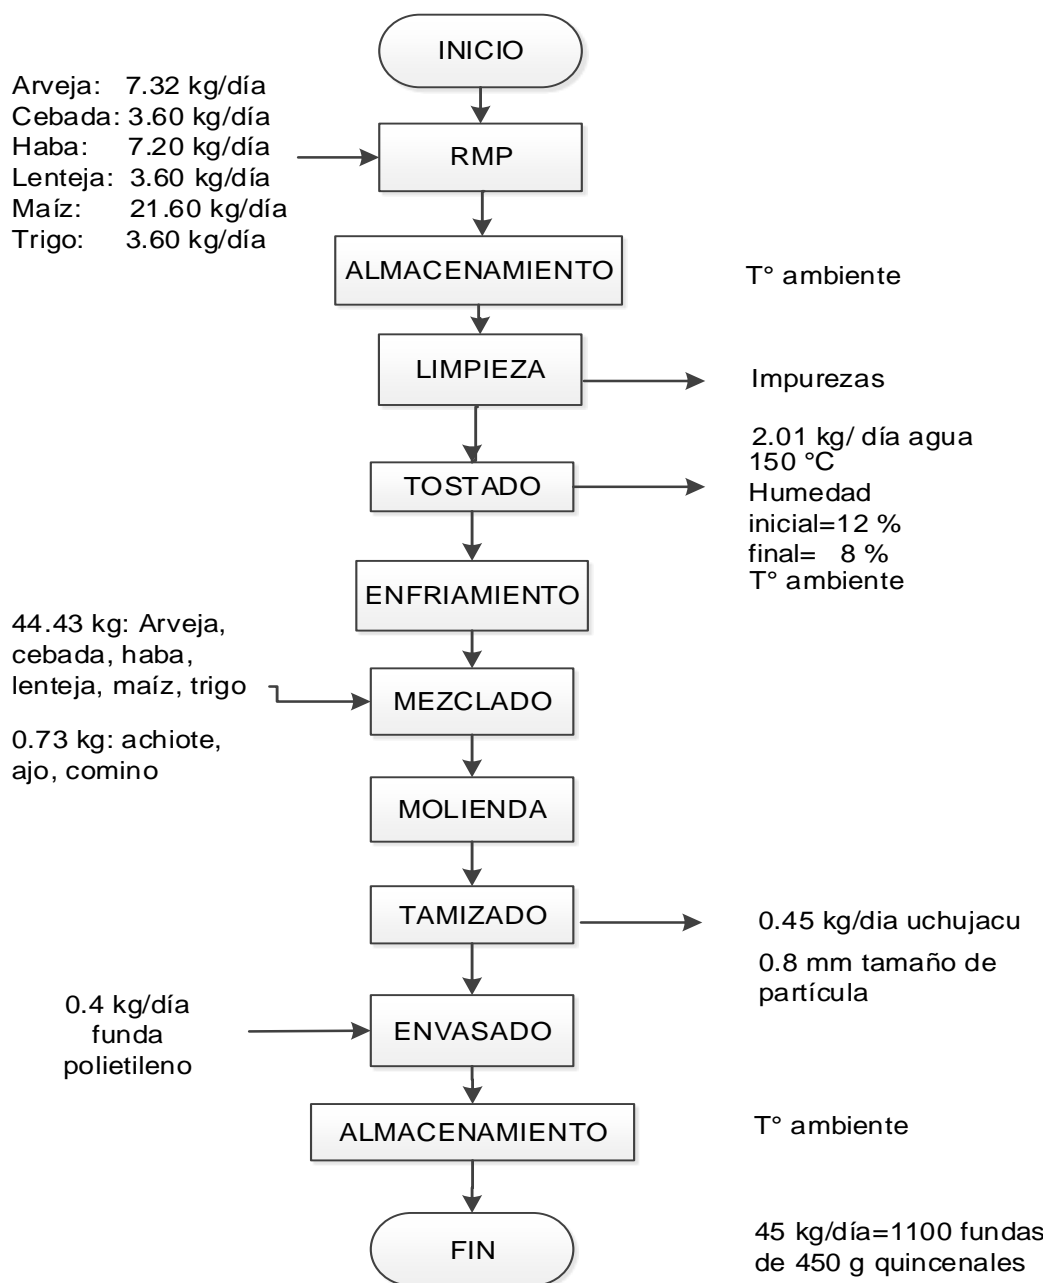 INICIO
Arveja: 7.32 kg/día
Cebada: 3.60 kg/día
Haba: 7.20 kg/día
Lenteja: 3.60 kg/día
Maíz: 21.60 kg/día
Trigo: 3.60 kg/día
RMP
ALMACENAMIENTO
T° ambiente
LIMPIEZA
Impurezas
TOSTADO
2.01 kg/ día agua
150 °C
Humedad
inicial=12 %
final= 8 %
T° ambiente
ENFRIAMIENTO
44.43 kg: Arveja,
cebada, haba,
lenteja, maíz, trigo
0.73 kg: achiote,
ajo, comino
MEZCLADO
MOLIENDA
TAMIZADO
0.45 kg/dia uchujacu
0.8 mm tamaño de
partícula
0.4 kg/día
funda
polietileno
ENVASADO
ALMACENAMIENTO
T° ambiente
FIN
45 kg/día=1100 fundas
de 450 g quincenales